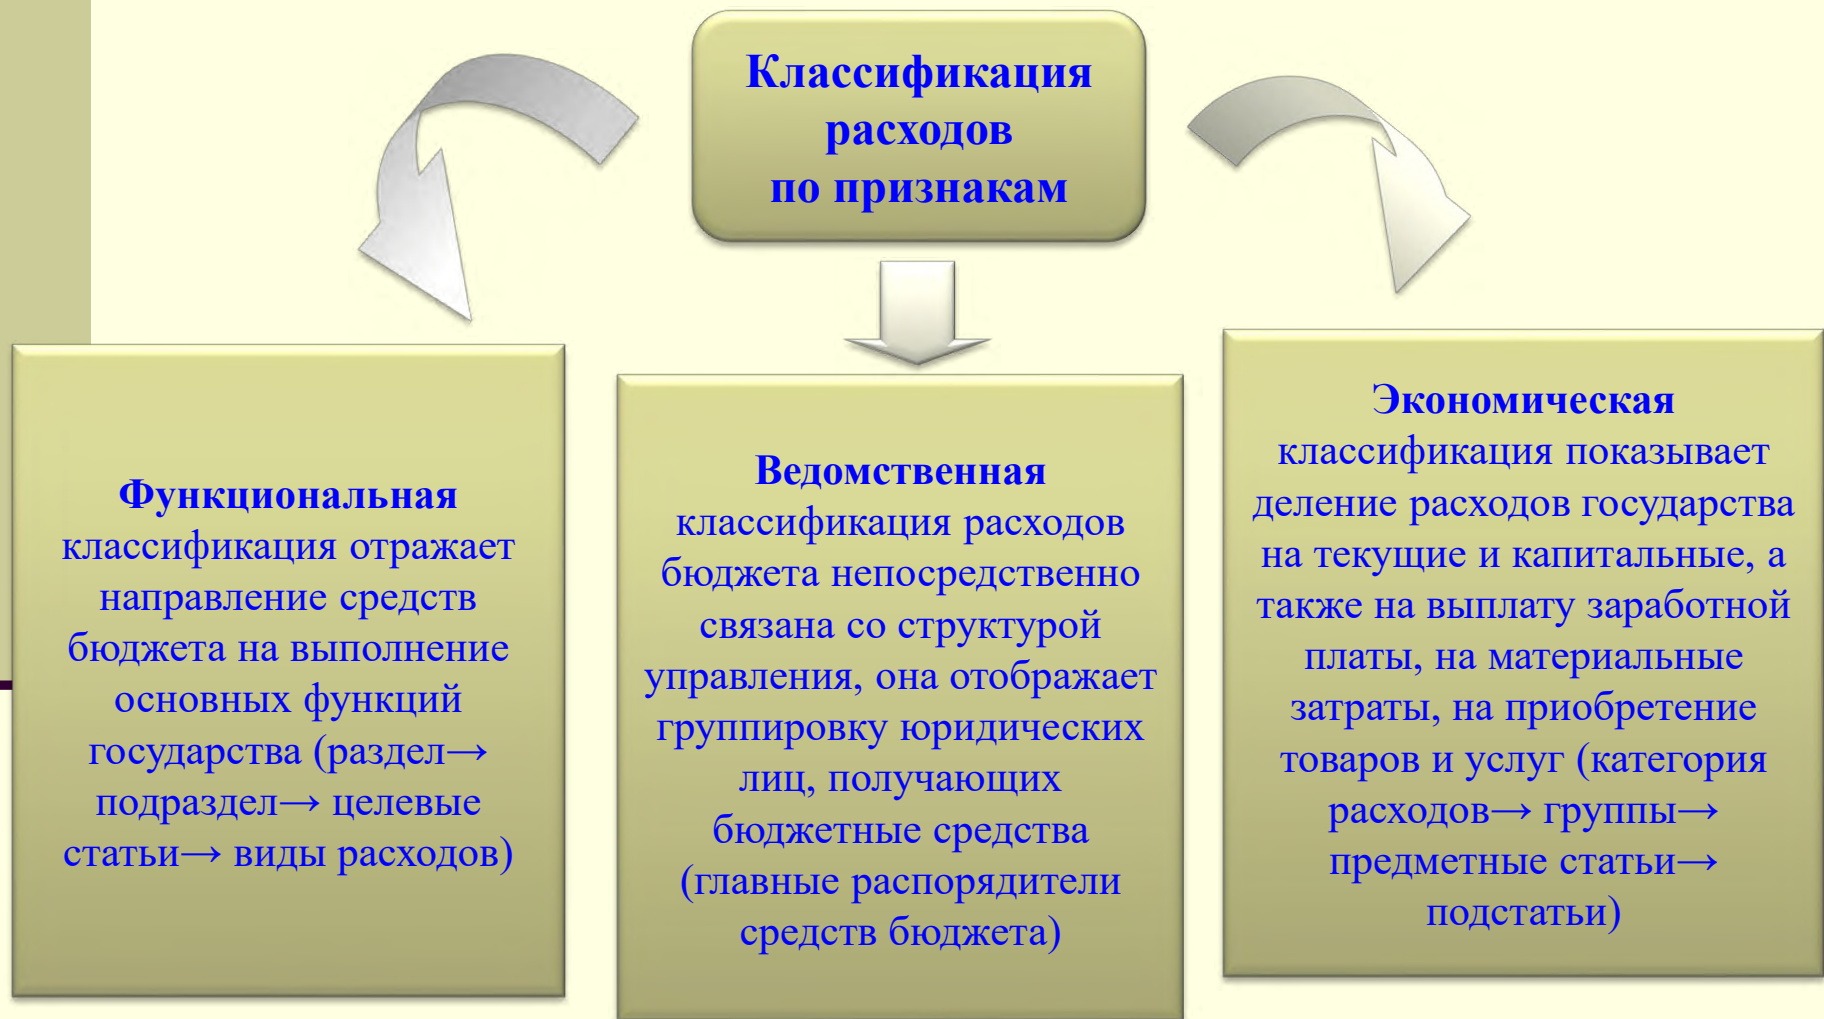 Классификация
расходов
по признакам
Функциональная
классификация отражает
направление средств
бюджета на выполнение
основных функций
государства (раздел→
подраздел→ целевые
статьи→ виды расходов)
Ведомственная
классификация расходов
бюджета непосредственно
связана со структурой
управления, она отображает
группировку юридических
лиц, получающих
бюджетные средства
(главные распорядители
средств бюджета)
Экономическая
классификация показывает
деление расходов государства
на текущие и капитальные, а
также на выплату заработной
платы, на материальные
затраты, на приобретение
товаров и услуг (категория
расходов→ группы→
предметные статьи→
подстатьи)